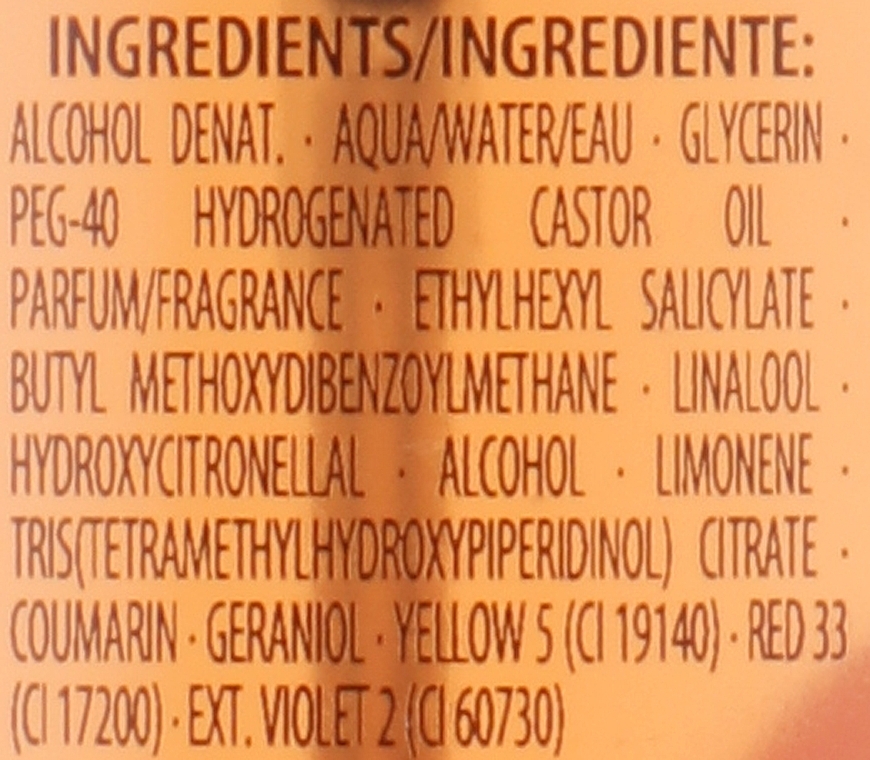 INGREDIENTS/INGREDIENTE:
ALCOHOL DENAT. · AQUA/WATER/EAU · GLYCERIN ·
PEG-40 HYDROGENATED CASTOR OIL ·
PARFUM/FRAGRANCE · ETHYLHEXYL SALICYLATE ·
BUTYL METHOXYDIBENZOYLMETHANE · LINALOOL ·
HYDROXYCITRONELLAL · ALCOHOL · LIMONENE ·
TRIS(TETRAMETHYLHYDROXYPIPERIDINOL) CITRATE ·
COUMARIN · GERANIOL · YELLOW 5 (CI 19140) · RED 33
(CI 17200) · EXT. VIOLET 2 (CI 60730)